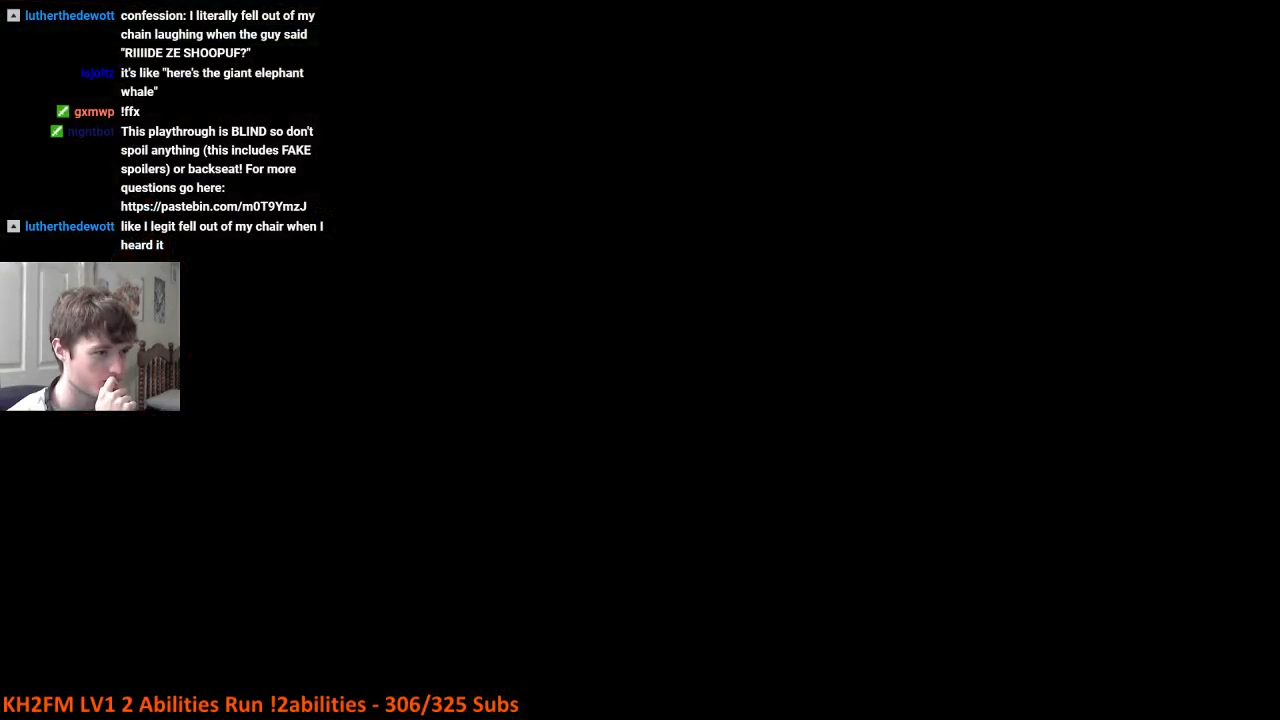 lutherthedewott confession: I literally fell out of my
chain laughing when the guy said
"RIIIIDE ZE SHOOPUF?"
it's like "here's the giant elephant
whale"
gxmwp !ffx
nightbot This playthrough is BLIND so don't
spoil anything (this includes FAKE
spoilers) or backseat! For more
questions go here:
https://pastebin.com/m0T9YmzJ
lutherthedewott like I legit fell out of my chair when I
heard it
KH2FM LV1 2 Abilities Run !2abilities - 306/325 Subs